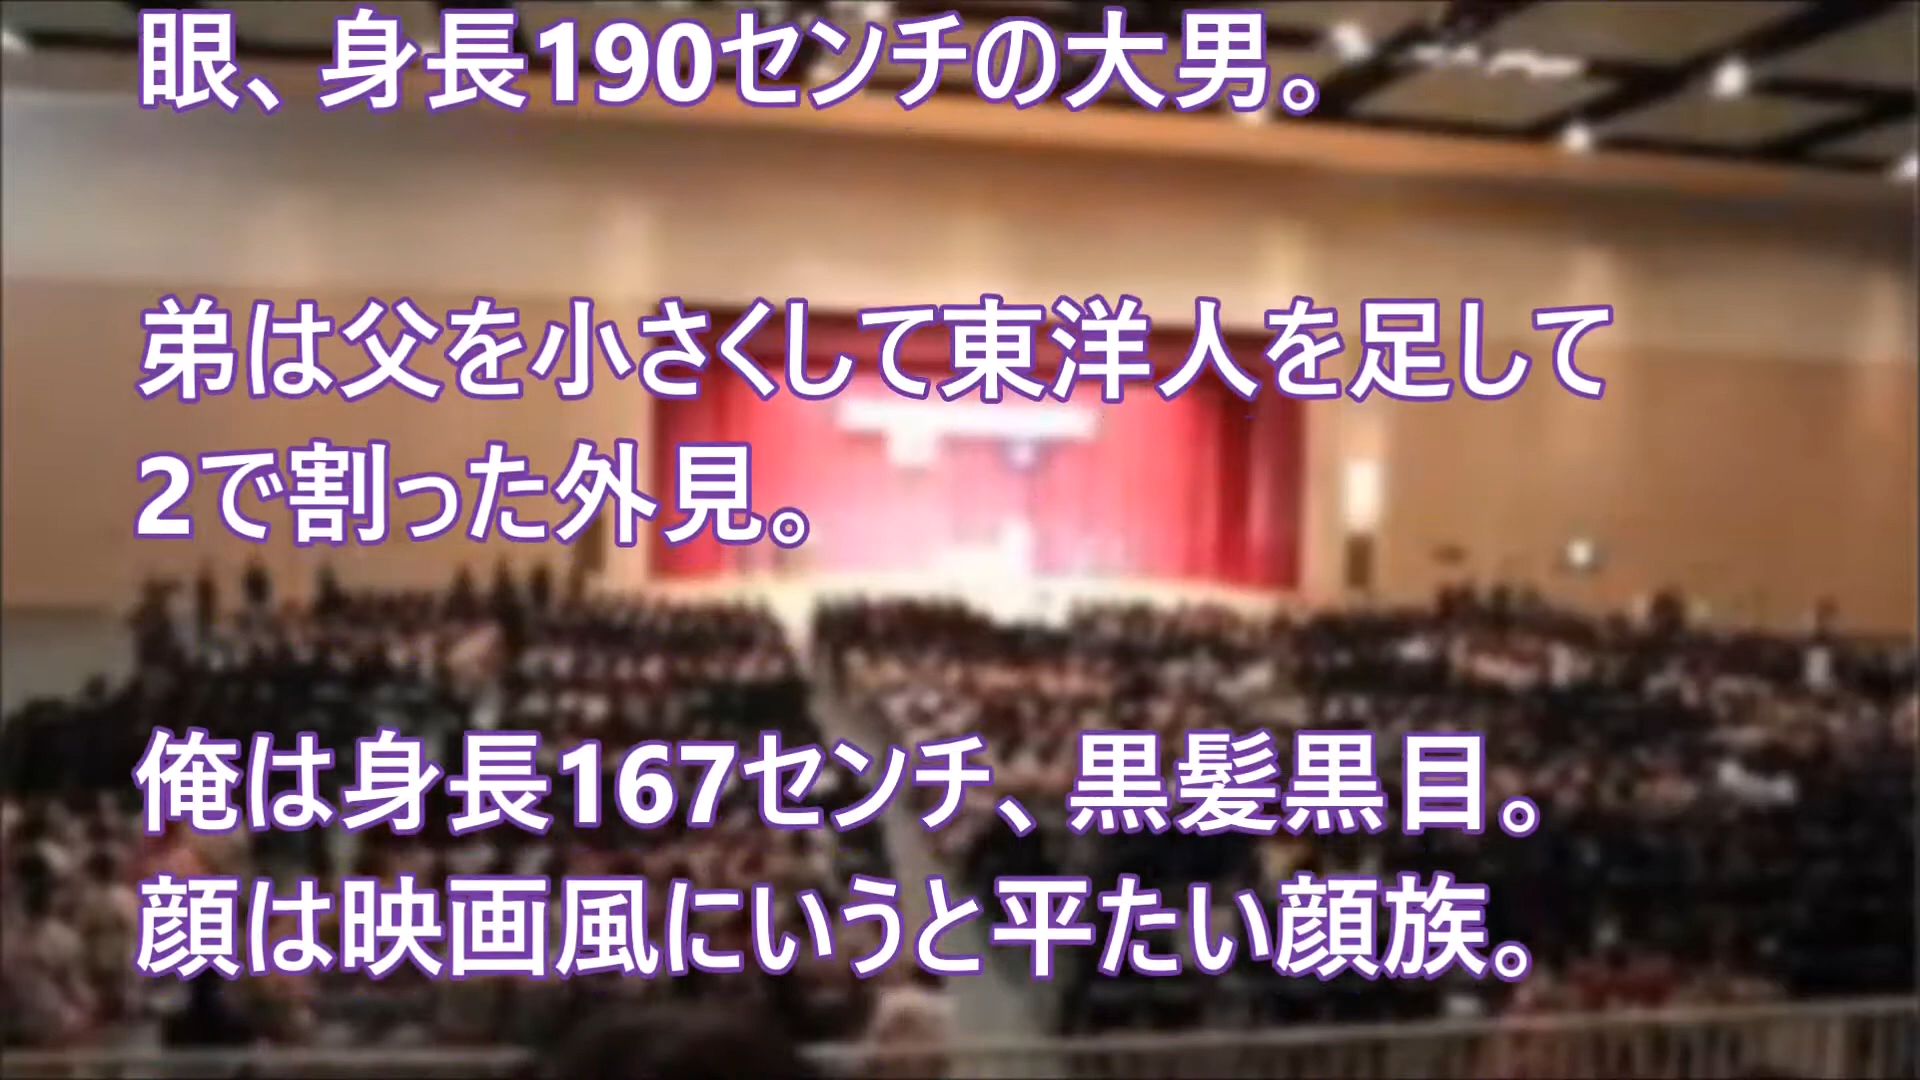 眼、身長190センチの大男。
弟は父を小さくして東洋人を足して
2で割った外見。
俺は身長167センチ、黒髪黒目。
顔は映画風にいうと平たい顔族。